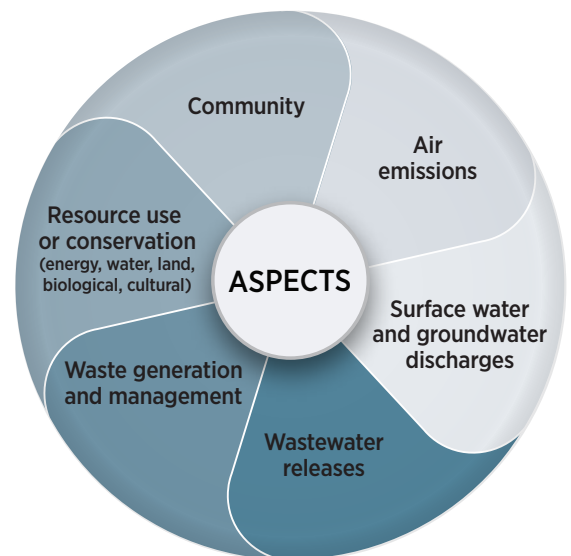 Community
Air
emissions
Resource use
or conservation
(energy, water, land,
biological, cultural)
ASPECTS
Surface water
and groundwater
discharges
Waste generation
and management
Wastewater
releases